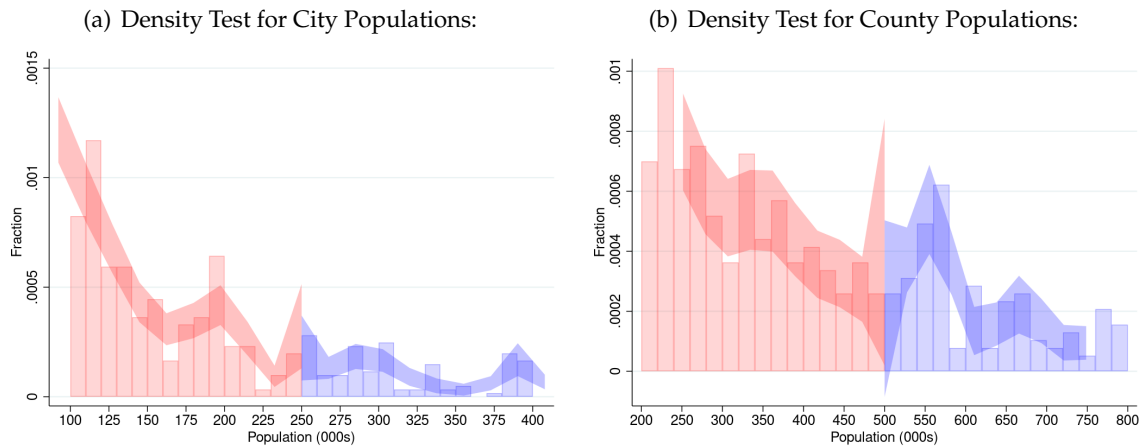 (a) Density Test for City Populations:
.0015
.001
.0005
0
Fraction
100 125 150 175 200 225 250 275 300 325 350 375 400
Population (000s)
(b) Density Test for County Populations:
.001
.0008
.0006
.0004
.0002
0
Fraction
200 250 300 350 400 450 500 550 600 650 700 750 800
Population (000s)